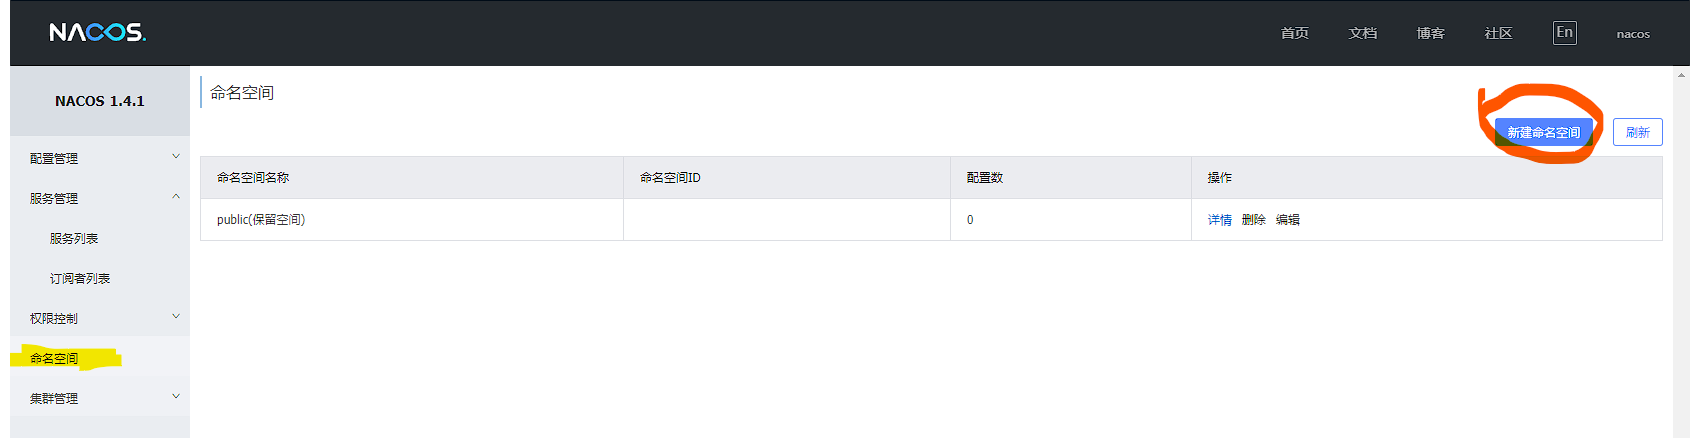 NACOS.
首页 文档 博客 社区 En nacos
NACOS 1.4.1
配置管理
服务管理
服务列表
订阅者列表
权限控制
命名空间
集群管理
命名空间
新建命名空间 刷新
命名空间名称 命名空间ID 配置数 操作
public(保留空间) 0 详情 删除 编辑